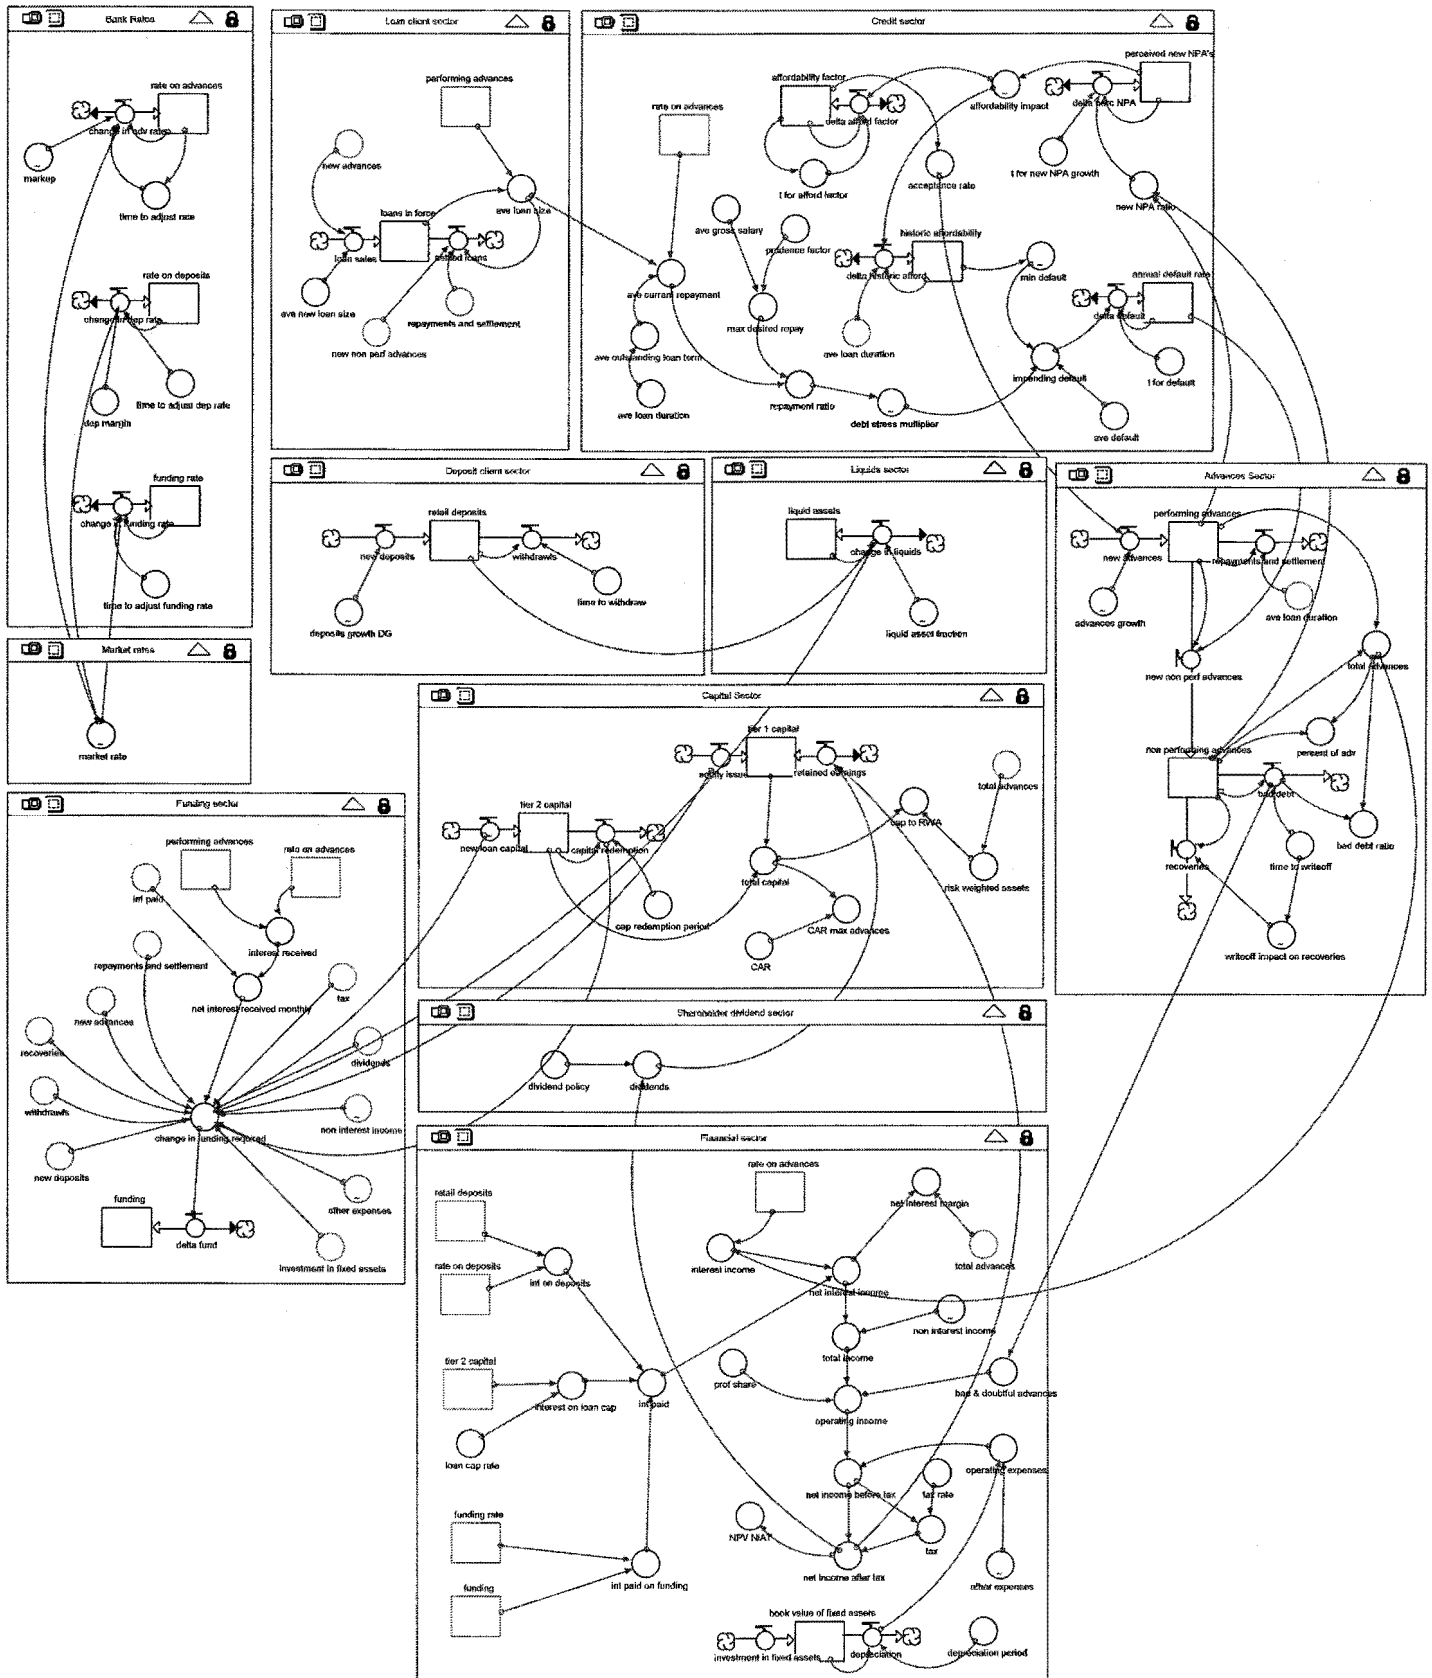 Bank Rates
rate on advances
change in adv rates
markup
time to adjust rate
rate on deposits
change in dep rate
time to adjust dep rate
dep margin
funding rate
change in funding rate
time to adjust funding rate
Market rates
market rate
Loan client sector
performing advances
new advances
ave loan size
loans in force
loan sales
settled loans
ave new loan size
repayments and settlement
new non perf advances
Credit sector
perceived new NPA's
affordability factor
rate on advances
affordability impact
delta perc NPA
delta afford factor
t for new NPA growth
acceptance rate
t for afford factor
new NPA ratio
ave gross salary
prudence factor
historic affordability
delta historic afford
min default
annual default rate
ave current repayment
delta default
max desired repay
ave loan duration
ave outstanding loan term
impending default
t for default
ave loan duration
repayment ratio
debt stress multiplier
ave default
Deposit client sector
retail deposits
new deposits
withdrawls
time to withdraw
deposits growth DG
Liquids sector
liquid assets
change in liquids
liquid asset fraction
Advances Sector
performing advances
new advances
repayments and settlement
advances growth
ave loan duration
total advances
new non perf advances
percent of adv
non performing advances
bad debt
bad debt ratio
recoveries
time to writeoff
writeoff impact on recoveries
Capital Sector
tier 1 capital
equity issue
retained earnings
total advances
tier 2 capital
cap to RWA
new loan capital
capital redemption
total capital
risk weighted assets
cap redemption period
CAR max advances
CAR
Funding sector
performing advances
rate on advances
int paid
interest received
repayments and settlement
tax
net interest received monthly
new advances
recoveries
dividends
withdrawls
non interest income
change in funding required
new deposits
other expenses
funding
delta fund
investment in fixed assets
Shareholder dividend sector
dividend policy
dividends
Financial sector
rate on advances
retail deposits
net interest margin
rate on deposits
int on deposits
interest income
total advances
net interest income
non interest income
total income
tier 2 capital
prof share
bad & doubtful advances
interest on loan cap
int paid
operating income
loan cap rate
operating expenses
net income before tax
tax rate
funding rate
NPV NIAT
tax
net income after tax
int paid on funding
other expenses
funding
book value of fixed assets
investment in fixed assets
depreciation
depreciation period